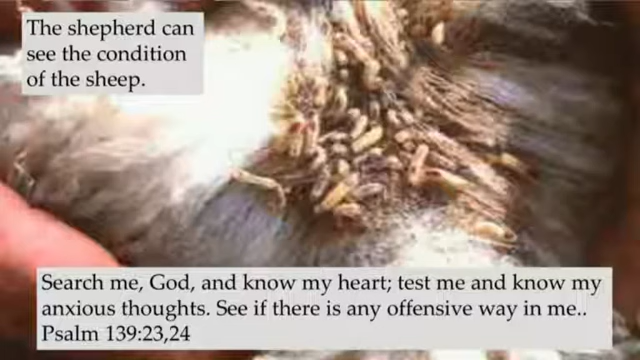 The shepherd can
see the condition
of the sheep.
Search me, God, and know my heart; test me and know my
anxious thoughts. See if there is any offensive way in me..
Psalm 139:23,24